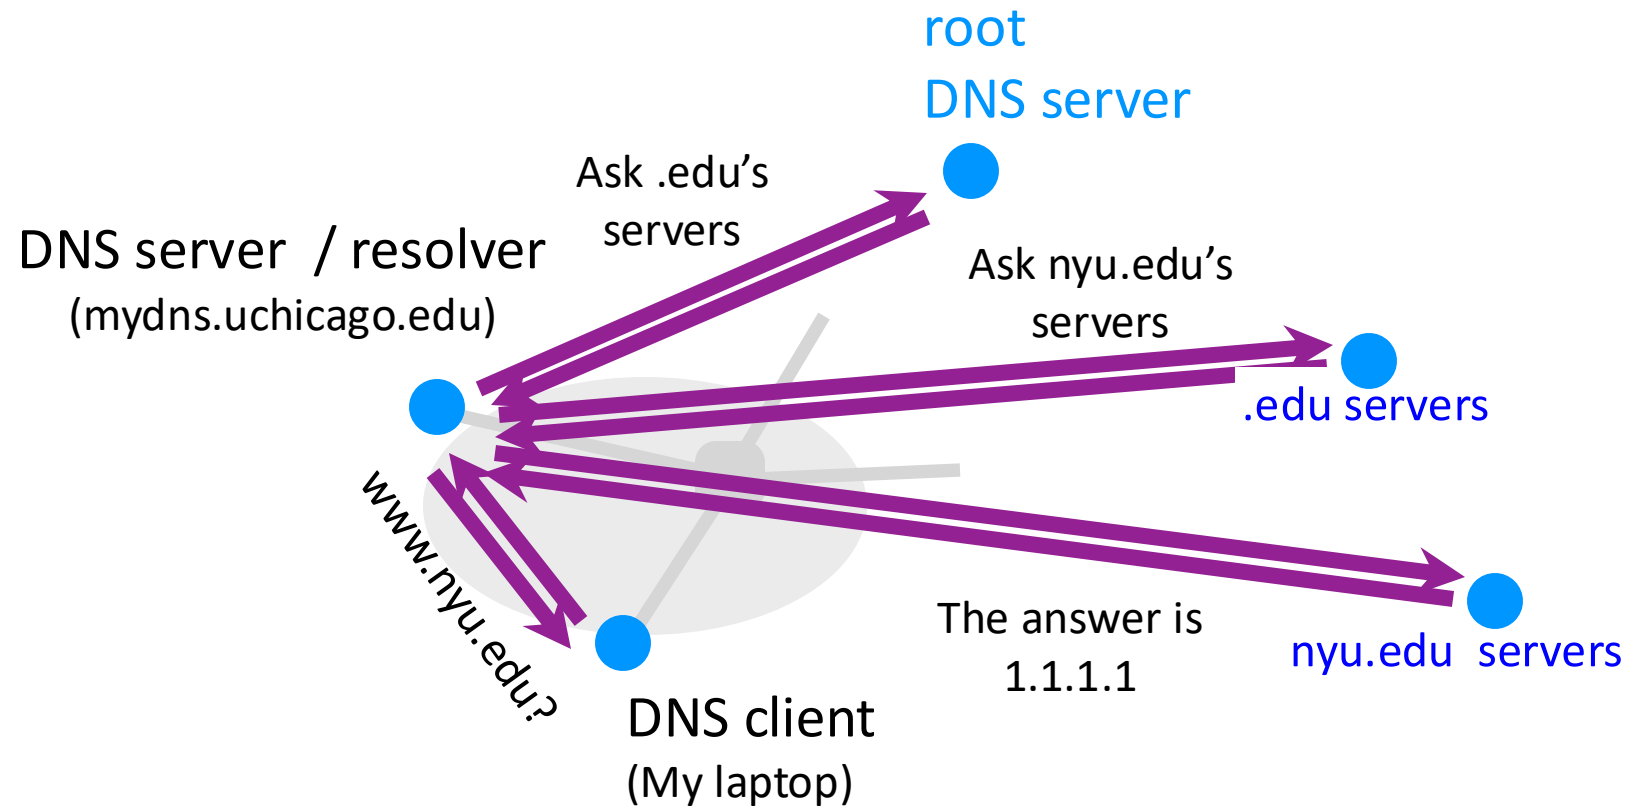 root
DNS server
Ask .edu’s
servers
DNS server / resolver
(mydns.uchicago.edu)
Ask nyu.edu’s
servers
.edu servers
www.nyu.edu?
The answer is
1.1.1.1
nyu.edu servers
DNS client
(My laptop)